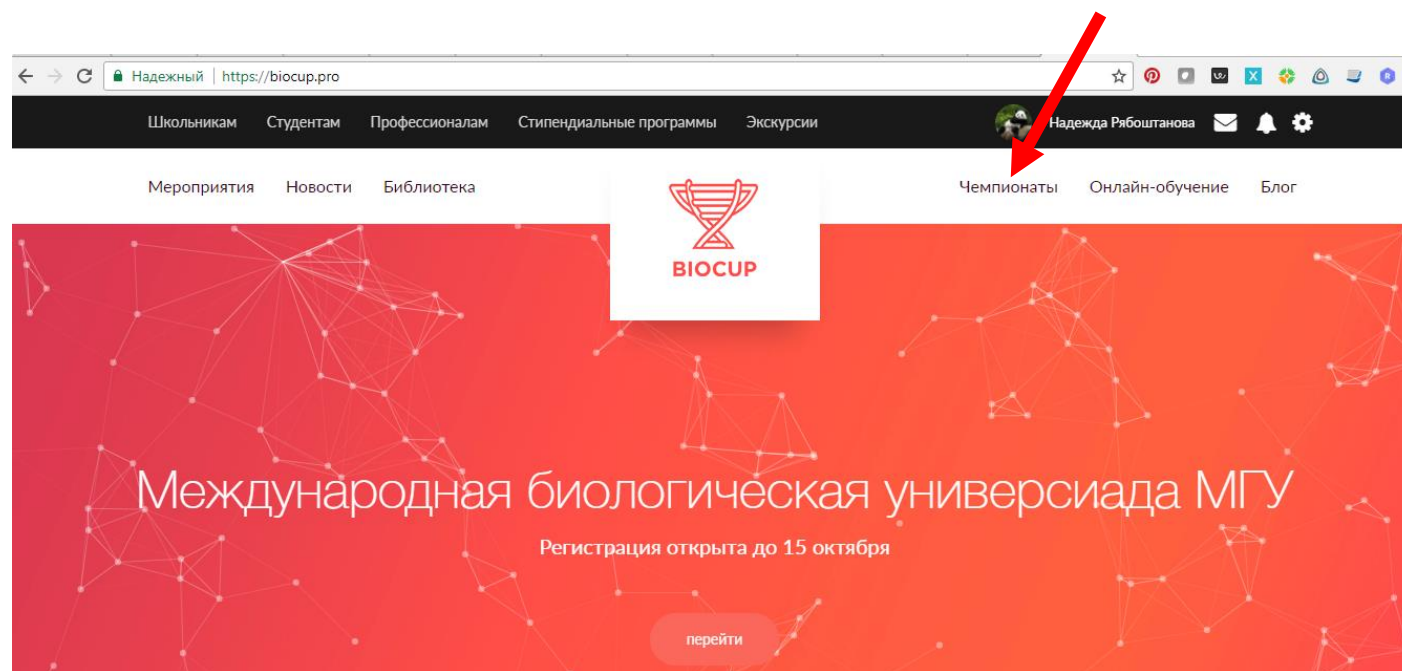 Надежный | https://biocup.pro
Школьникам Студентам Профессионалам Стипендиальные программы Экскурсии Надежда Рябоштанова
Мероприятия Новости Библиотека Чемпионаты Онлайн-обучение Блог
BIOCUP
Международная биологическая универсиада МГУ
Регистрация открыта до 15 октября
перейти